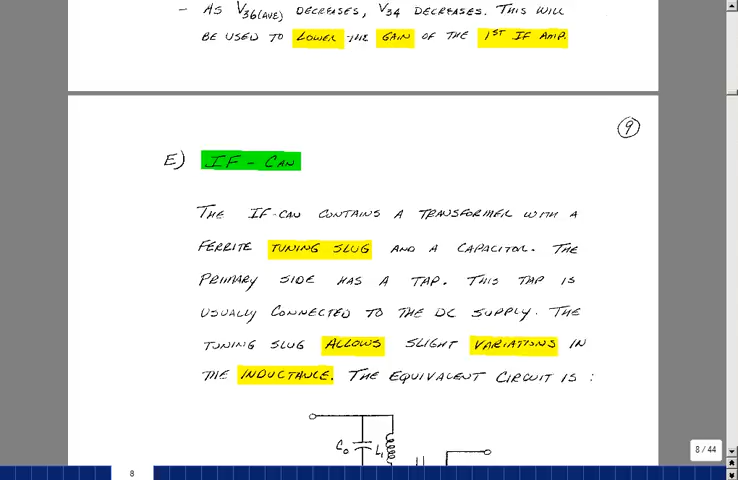 - AS V36(AVE) DECREASES, V34 DECREASES. THIS WILL
BE USED TO LOWER THE GAIN OF THE 1ST IF AMP.
9
E) IF - CAN
THE IF-CAN CONTAINS A TRANSFORMER WITH A
FERRITE TUNING SLUG AND A CAPACITOR. THE
PRIMARY SIDE HAS A TAP. THIS TAP IS
USUALLY CONNECTED TO THE DC SUPPLY. THE
TUNING SLUG ALLOWS SLIGHT VARIATIONS IN
THE INDUCTANCE. THE EQUIVALENT CIRCUIT IS :
C0 L1
8 / 44
8